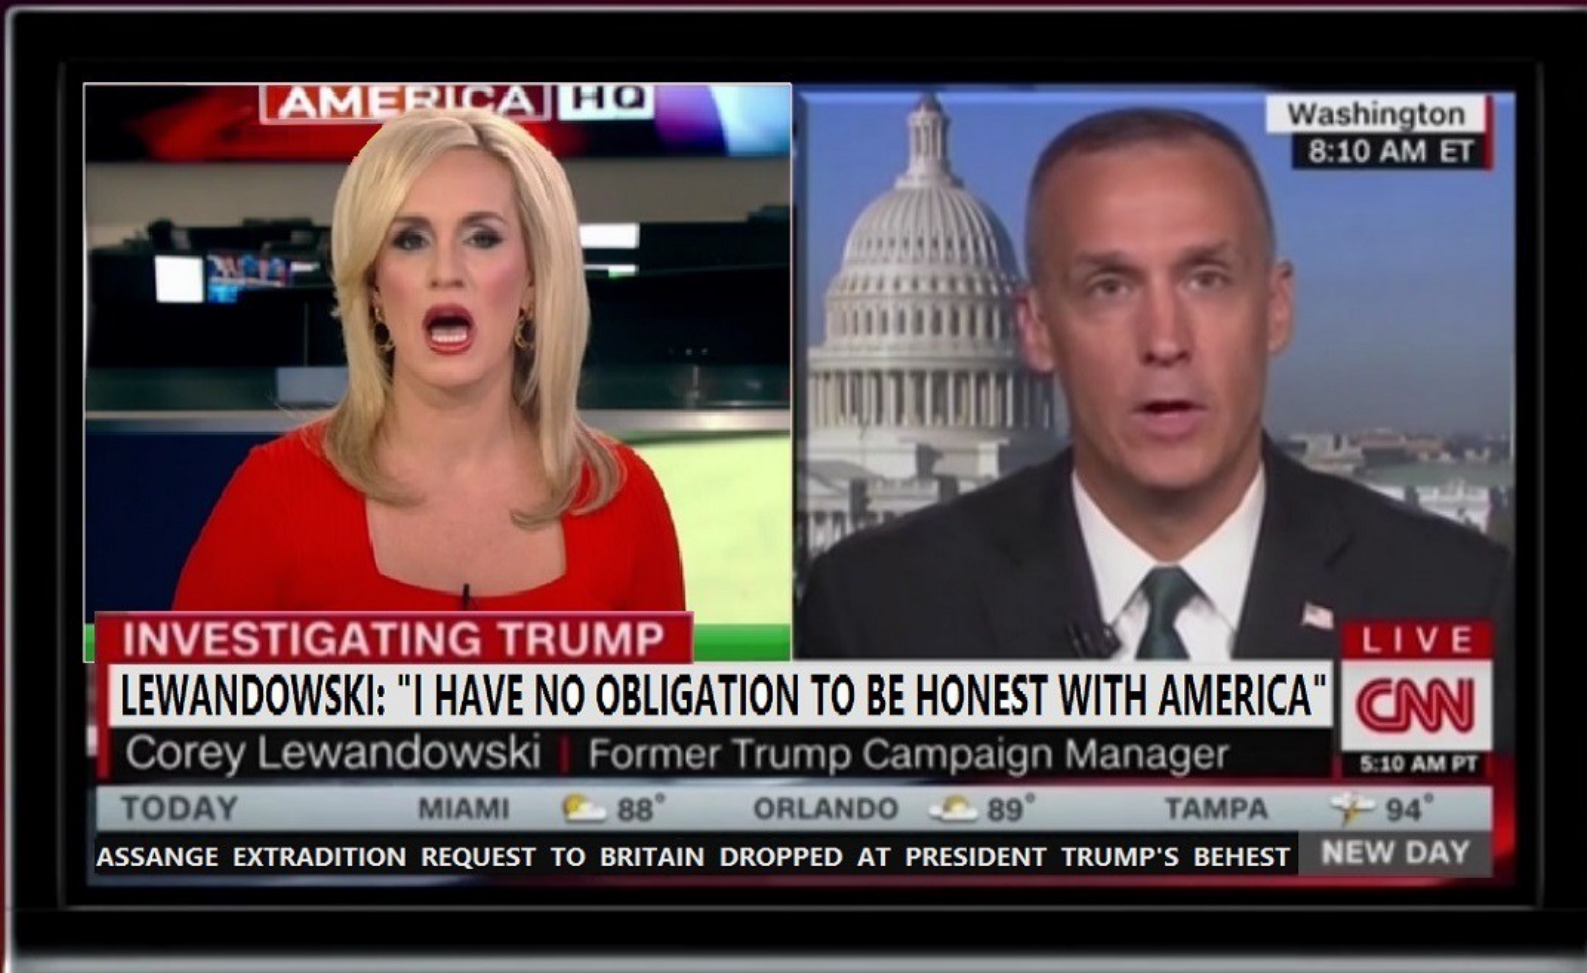 AMERICA HQ
Washington
8:10 AM ET
INVESTIGATING TRUMP
LEWANDOWSKI: "I HAVE NO OBLIGATION TO BE HONEST WITH AMERICA"
Corey Lewandowski | Former Trump Campaign Manager
LIVE
CNN
5:10 AM PT
TODAY MIAMI 88° ORLANDO 89° TAMPA 94°
ASSANGE EXTRADITION REQUEST TO BRITAIN DROPPED AT PRESIDENT TRUMP'S BEHEST
NEW DAY